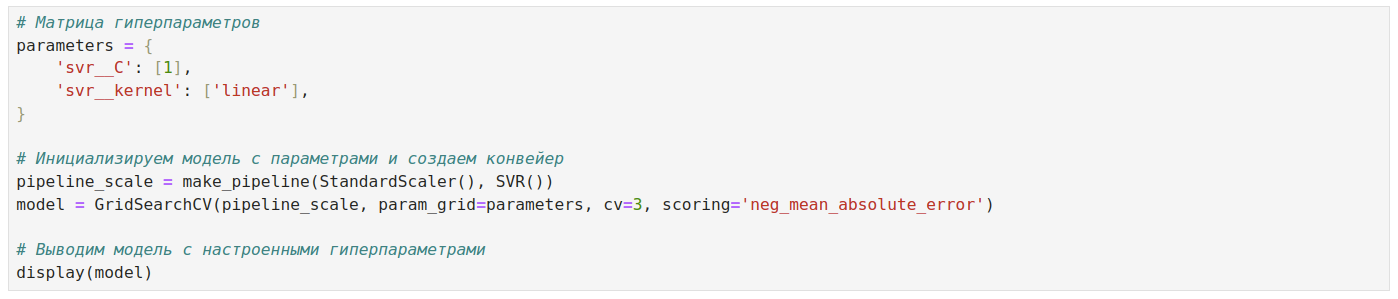 # Матрица гиперпараметров
parameters = {
    'svr__C': [1],
    'svr__kernel': ['linear'],
}
# Инициализируем модель с параметрами и создаем конвейер
pipeline_scale = make_pipeline(StandardScaler(), SVR())
model = GridSearchCV(pipeline_scale, param_grid=parameters, cv=3, scoring='neg_mean_absolute_error')
# Выводим модель с настроенными гиперпараметрами
display(model)